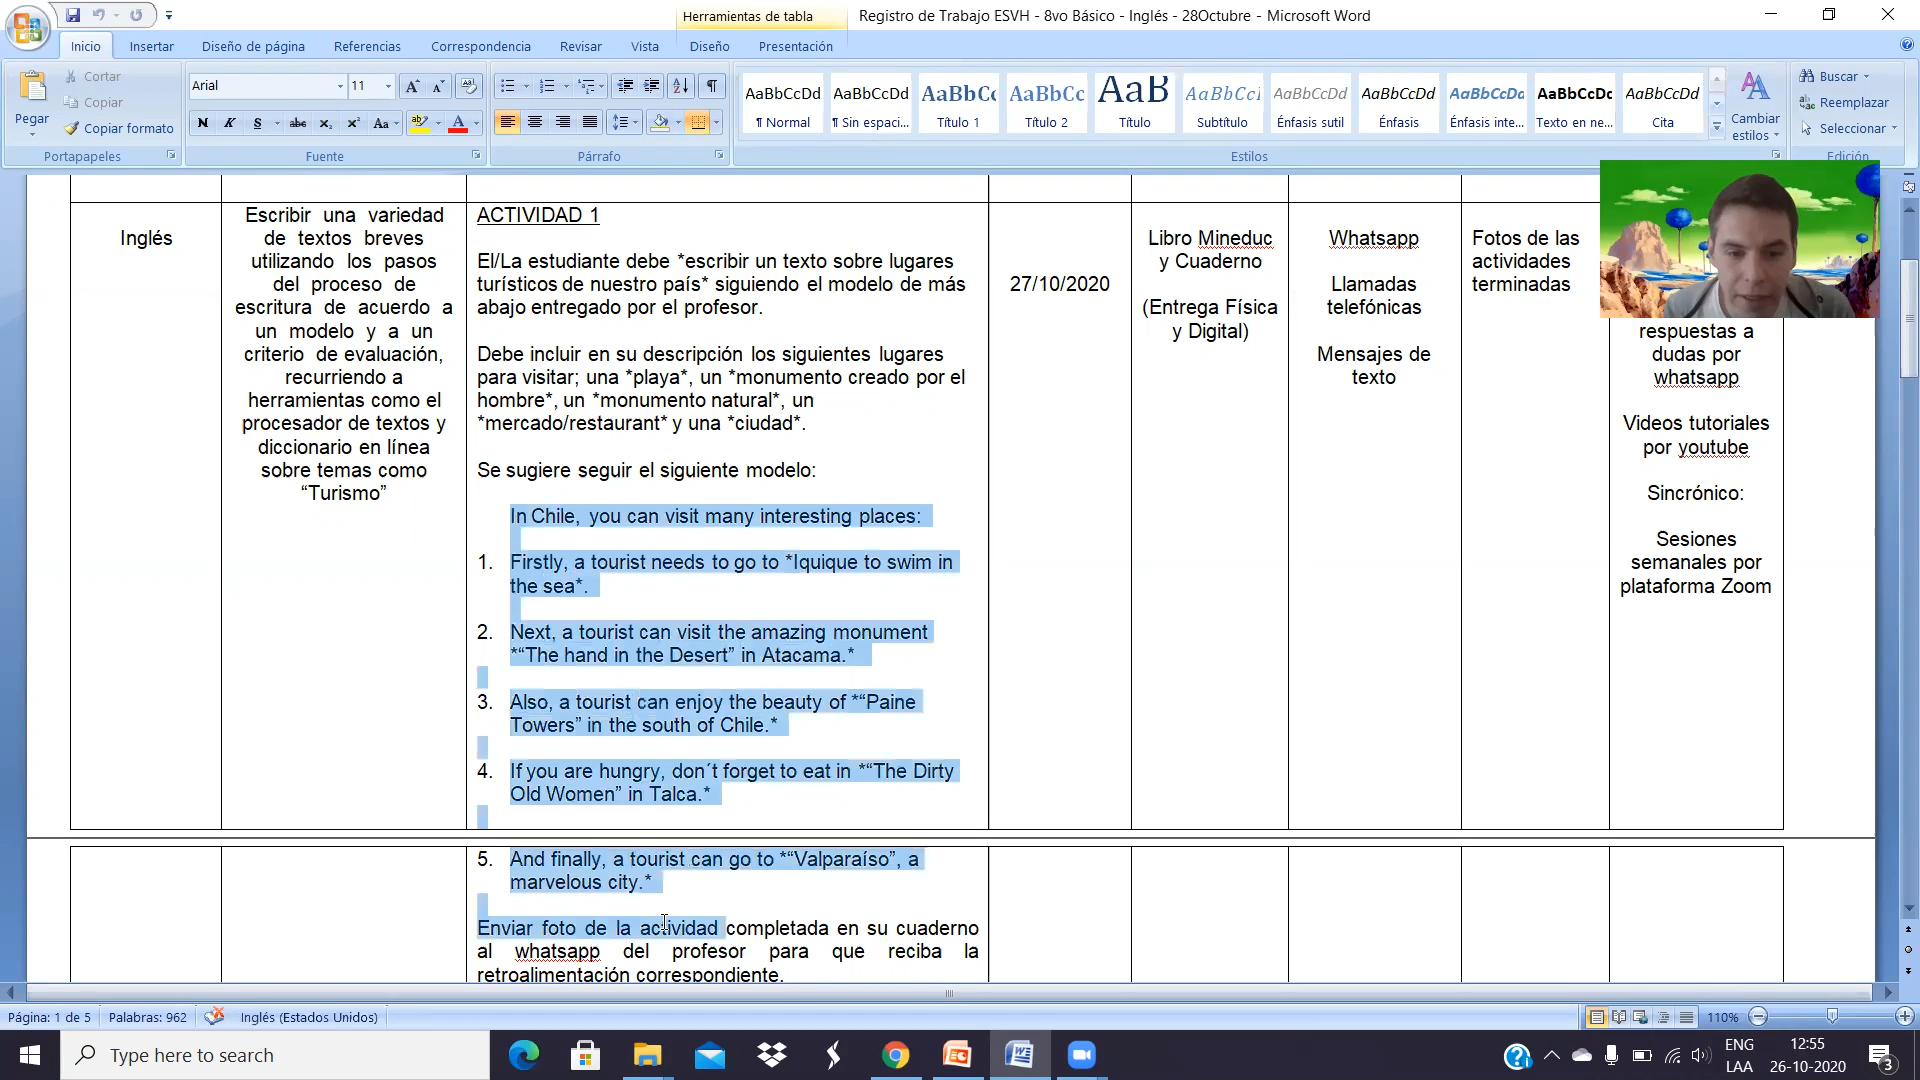 Herramientas de tabla
Registro de Trabajo ESVH - 8vo Básico - Inglés - 28Octubre - Microsoft Word
Inicio
Insertar
Diseño de página
Referencias
Correspondencia
Revisar
Vista
Diseño
Presentación
Pegar
Cortar
Copiar
Copiar formato
Portapapeles
Arial
11
Fuente
Párrafo
AaBbCcDd
¶ Normal
AaBbCcDd
¶ Sin espaci...
AaBbCc
Título 1
AaBbCc
Título 2
AaB
Título
AaBbCcI
Subtítulo
AaBbCcDd
Énfasis sutil
AaBbCcDd
Énfasis
AaBbCcDd
Énfasis inte...
AaBbCcDc
Texto en ne...
AaBbCcDd
Cita
Cambiar
estilos
Estilos
Buscar
Reemplazar
Seleccionar
Edición
Inglés
Escribir una variedad
de textos breves
utilizando los pasos
del proceso de
escritura de acuerdo a
un modelo y a un
criterio de evaluación,
recurriendo a
herramientas como el
procesador de textos y
diccionario en línea
sobre temas como
“Turismo”
ACTIVIDAD 1
El/La estudiante debe *escribir un texto sobre lugares
turísticos de nuestro país* siguiendo el modelo de más
abajo entregado por el profesor.
Debe incluir en su descripción los siguientes lugares
para visitar; una *playa*, un *monumento creado por el
hombre*, un *monumento natural*, un
*mercado/restaurant* y una *ciudad*.
Se sugiere seguir el siguiente modelo:
In Chile, you can visit many interesting places:
1. Firstly, a tourist needs to go to *Iquique to swim in
the sea*.
2. Next, a tourist can visit the amazing monument
*“The hand in the Desert” in Atacama.*
3. Also, a tourist can enjoy the beauty of *“Paine
Towers” in the south of Chile.*
4. If you are hungry, don´t forget to eat in *“The Dirty
Old Women” in Talca.*
5. And finally, a tourist can go to *“Valparaíso”, a
marvelous city.*
Enviar foto de la actividad completada en su cuaderno
al whatsapp del profesor para que reciba la
retroalimentación correspondiente.
27/10/2020
Libro Mineduc
y Cuaderno
(Entrega Física
y Digital)
Whatsapp
Llamadas
telefónicas
Mensajes de
texto
Fotos de las
actividades
terminadas
respuestas a
dudas por
whatsapp
Videos tutoriales
por youtube
Sincrónico:
Sesiones
semanales por
plataforma Zoom
Página: 1 de 5
Palabras: 962
Inglés (Estados Unidos)
110%
Type here to search
ENG
LAA
12:55
26-10-2020
3